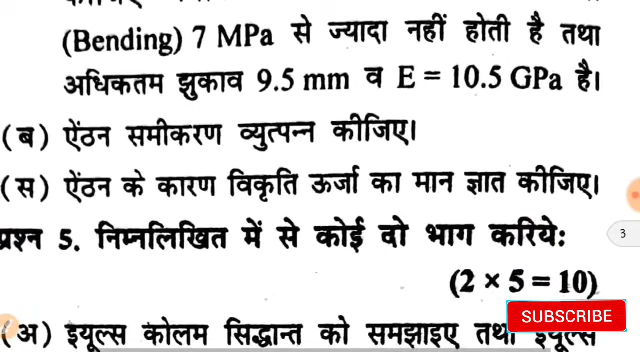 (Bending) 7 MPa से ज्यादा नहीं होती है तथा
अधिकतम झुकाव 9.5 mm व E = 10.5 GPa है।
(ब) ऐंठन समीकरण व्युत्पन्न कीजिए।
(स) ऐंठन के कारण विकृति ऊर्जा का मान ज्ञात कीजिए।
प्रश्न 5. निम्नलिखित में से कोई दो भाग करिये:
(2 × 5 = 10)
(अ) इयूल्स कोलम सिद्धान्त को समझाइए तथा इयूल्स
3
SUBSCRIBE